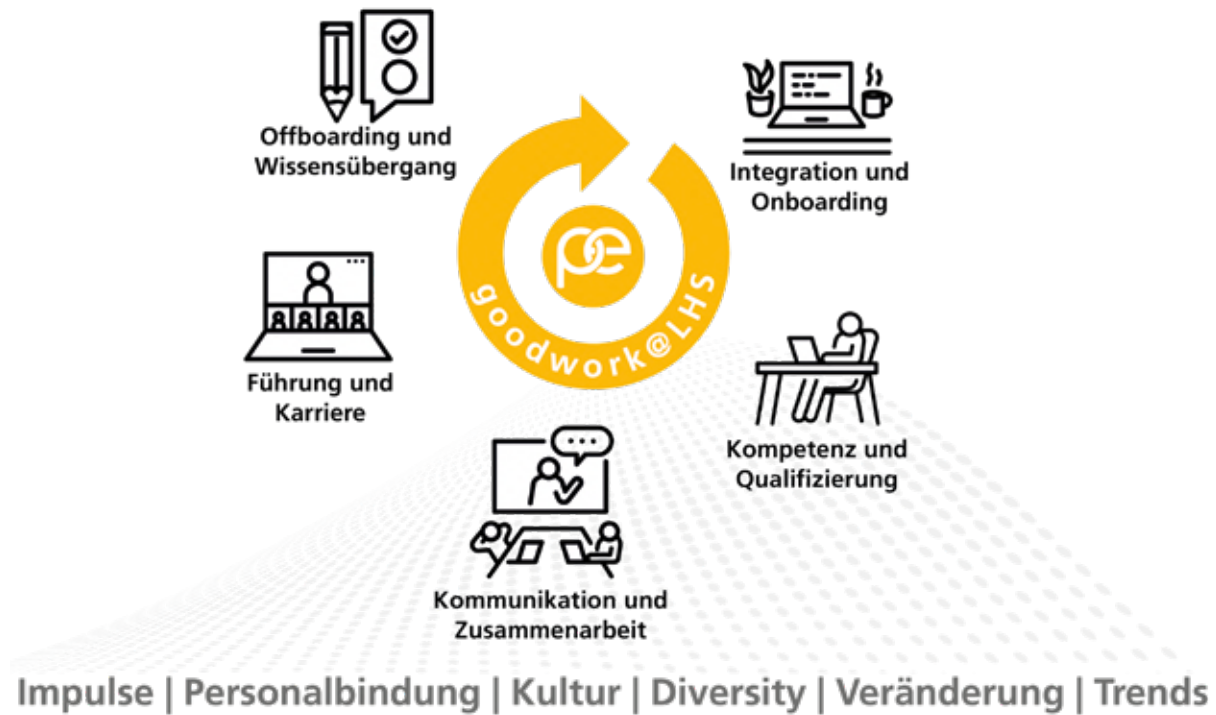 Offboarding und
Wissensübergang
Integration und
Onboarding
pe
goodwork@LHS
Führung und
Karriere
Kompetenz und
Qualifizierung
Kommunikation und
Zusammenarbeit
Impulse | Personalbindung | Kultur | Diversity | Veränderung | Trends